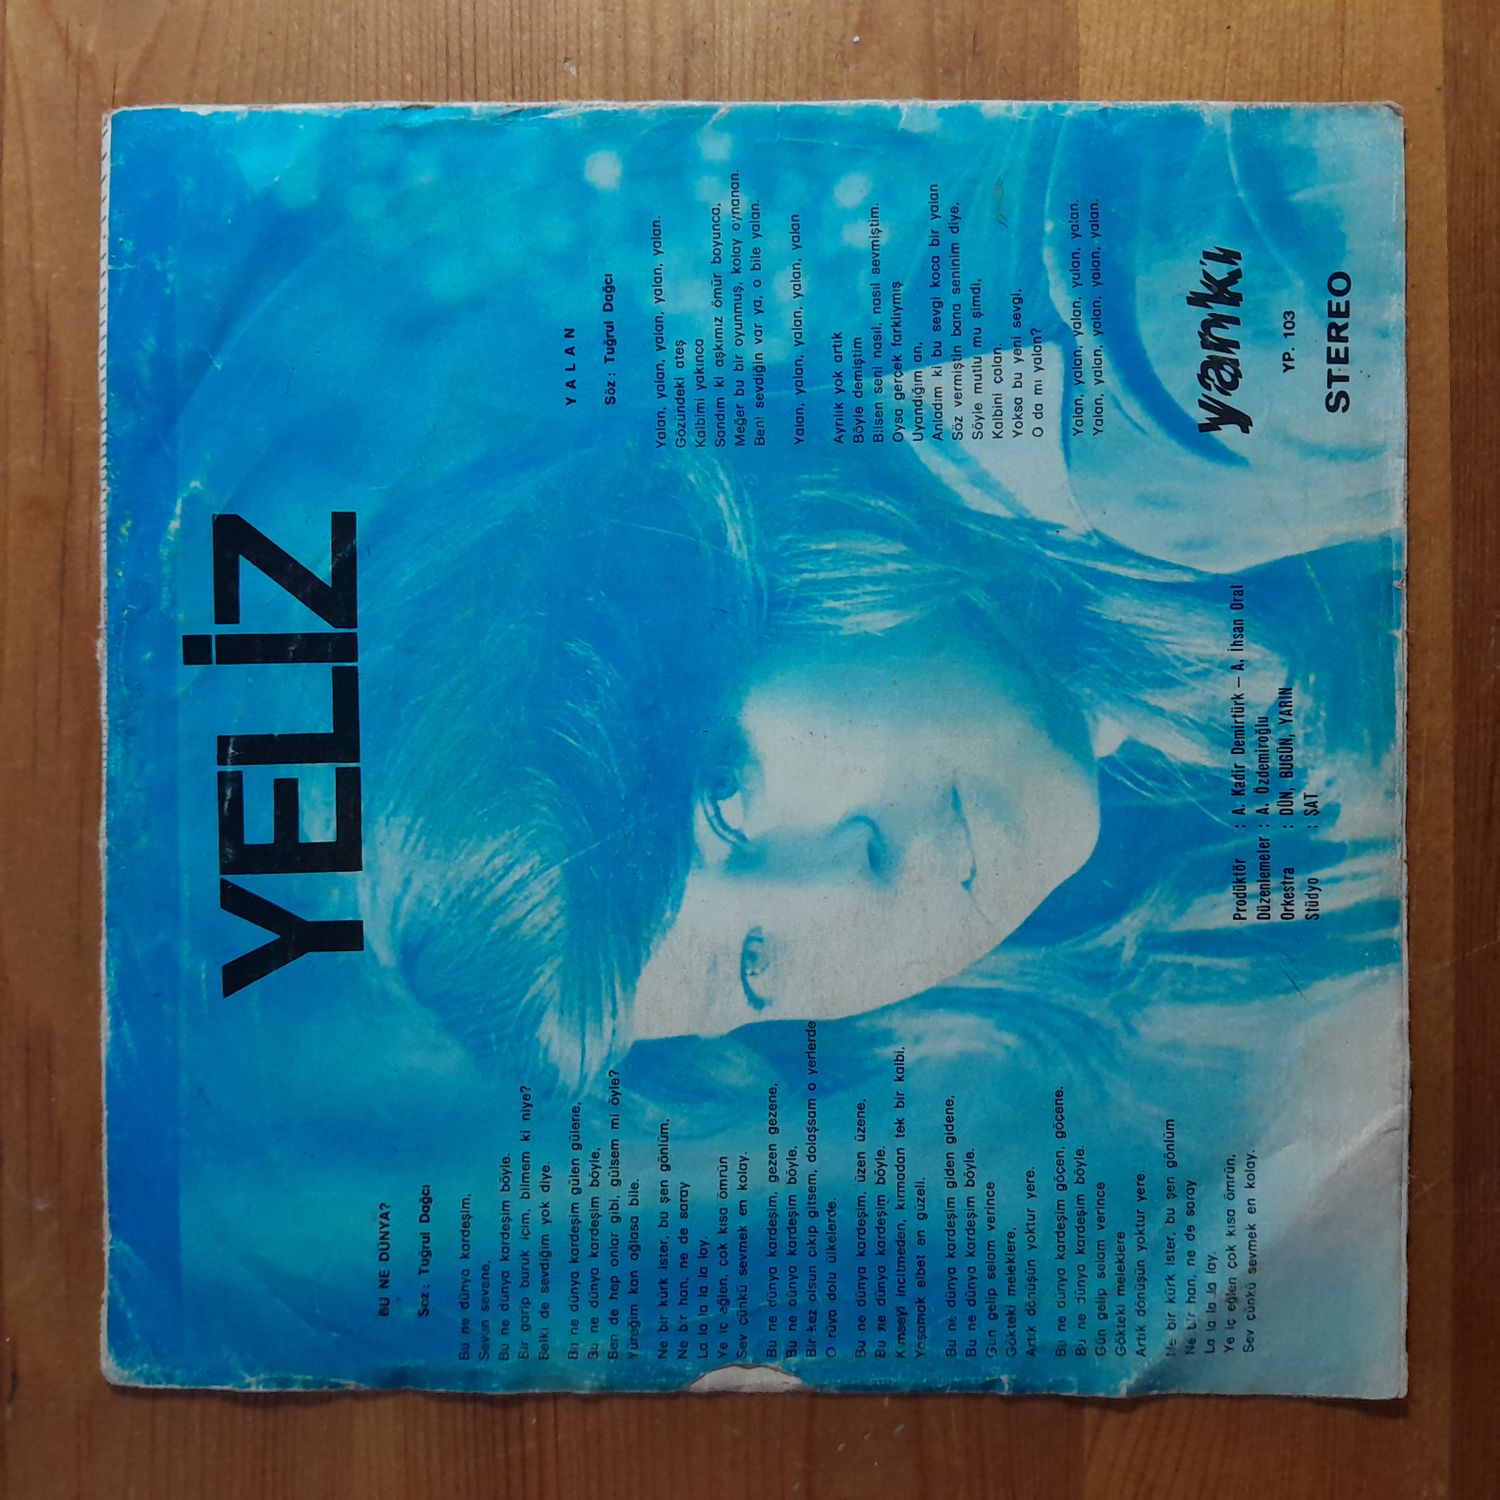 YELİZ
BU NE DÜNYA?
Söz : Tuğrul Dağcı
Bu ne dünya kardeşim,
Seven sevene,
Bu ne dünya kardeşim böyle.
Bir garip buruk içim, bilmem ki niye?
Belki de sevdiğim yok diye.
Bu ne dünya kardeşim gülen gülene,
Bu ne dünya kardeşim böyle,
Ben de hep onlar gibi, gülsem mi öyle?
Yüreğim kan ağlasa bile.
Ne bir kürk ister, bu şen gönlüm,
Ne bir han, ne de saray
La la la la la lay.
Ye iç eğlen, çok kısa ömrün
Sev çünkü sevmek en kolay.
Bu ne dünya kardeşim, gezen gezene,
Bu ne dünya kardeşim böyle,
Bir kez olsun çıkıp gitsem, dolaşsam o yerlerde
O rüya dolu ülkelerde.
Bu ne dünya kardeşim, üzen üzene,
Bu ne dünya kardeşim böyle.
Kimseyi incitmeden, kırmadan tek bir kalbi,
Yaşamak elbet en güzeli.
Bu ne dünya kardeşim giden gidene,
Bu ne dünya kardeşim böyle.
Gün gelip selam verince
Gökteki meleklere,
Artık dönüşün yoktur yere.
Bu ne dünya kardeşim göçen, göçene,
Bu ne dünya kardeşim böyle.
Gün gelip selam verince
Gökteki meleklere
Artık dönüşün yoktur yere
Ne bir kürk ister, bu şen gönlüm
Ne bir han, ne de saray
La la la la lay.
Ye iç eğlen çok kısa ömrün,
Sev çünkü sevmek en kolay.
YALAN
Söz : Tuğrul Dağcı
Yalan, yalan, yalan, yalan, yalan.
Gözündeki ateş
Kalbimi yakınca
Sandım ki aşkımız ömür boyunca,
Meğer bu bir oyunmuş, kolay oynanan.
Beni sevdiğin var ya, o bile yalan.
Yalan, yalan, yalan, yalan, yalan
Ayrılık yok artık
Böyle demiştim
Bilsen seni nasıl, nasıl sevmiştim.
Oysa gerçek farklıymış
Uyandığım an,
Anladım ki bu sevgi koca bir yalan
Söz vermiştin bana seninim diye,
Söyle mutlu mu şimdi,
Kalbini çalan.
Yoksa bu yeni sevgi,
O da mı yalan?
Yalan, yalan, yalan, yulan, yalan.
Yalan, yalan, yalan, yalan, yalan.
Prodüktör : A. Kadir Demirtürk — A. İhsan Oral
Düzenlemeler : A. Özdemiroğlu
Orkestra : DÜN, BUGÜN, YARIN
Stüdyo : ŞAT
yankı
YP. 103
STEREO